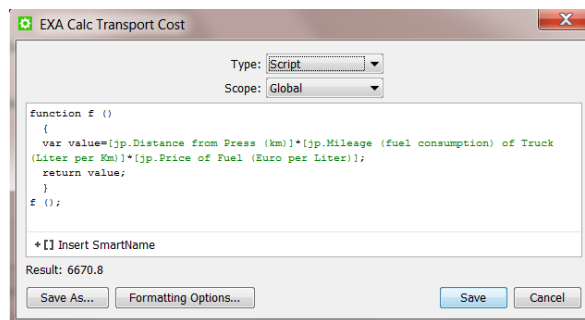 EXA Calc Transport Cost
Type: Script
Scope: Global
function f ()
{
var value=[jp.Distance from Press (km)]*[jp.Mileage (fuel consumption) of Truck
(Liter per Km)]*[jp.Price of Fuel (Euro per Liter)];
return value;
}
f ();
+[] Insert SmartName
Result: 6670.8
Save As... Formatting Options... Save Cancel